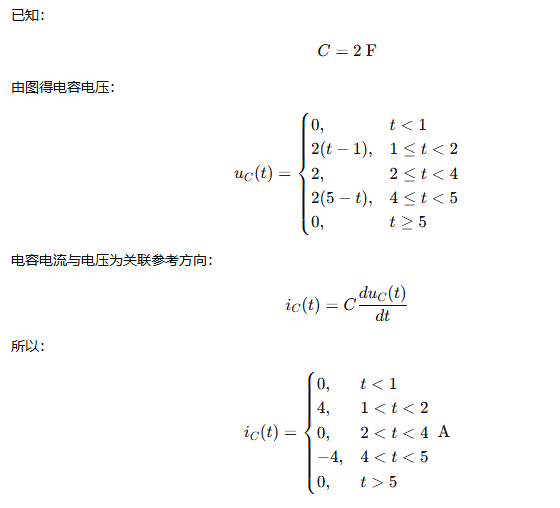 已知：
C = 2 F
由图得电容电压：
u_C(t) = { 0, t < 1
2(t − 1), 1 ≤ t < 2
2, 2 ≤ t < 4
2(5 − t), 4 ≤ t < 5
0, t ≥ 5
电容电流与电压为关联参考方向：
i_C(t) = C du_C(t)/dt
所以：
i_C(t) = { 0, t < 1
4, 1 < t < 2
0, 2 < t < 4 A
−4, 4 < t < 5
0, t > 5